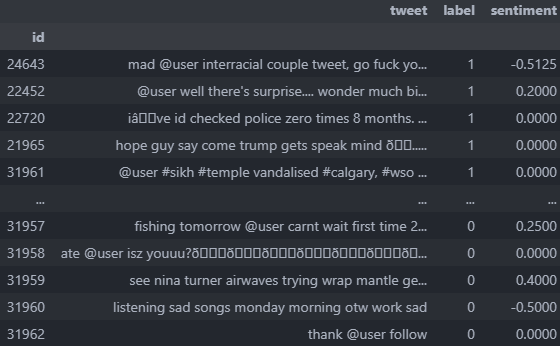 tweet label sentiment
id
24643 mad @user interracial couple tweet, go fuck yo... 1 -0.5125
22452 @user well there's surprise.... wonder much bi... 1 0.2000
22720 iâ▯▯ve id checked police zero times 8 months. ... 1 0.0000
21965 hope guy say come trump gets speak mind ð▯▯▯..... 1 0.0000
31961 @user #sikh #temple vandalised #calgary, #wso ... 1 0.0000
... ... ... ...
31957 fishing tomorrow @user carnt wait first time 2... 0 0.2500
31958 ate @user isz youuu?ð▯▯▯ð▯▯▯ð▯▯▯ð▯▯▯ð▯▯▯ð▯▯▯ð▯▯▯ð▯... 0 0.0000
31959 see nina turner airwaves trying wrap mantle ge... 0 0.4000
31960 listening sad songs monday morning otw work sad 0 -0.5000
31962 thank @user follow 0 0.0000